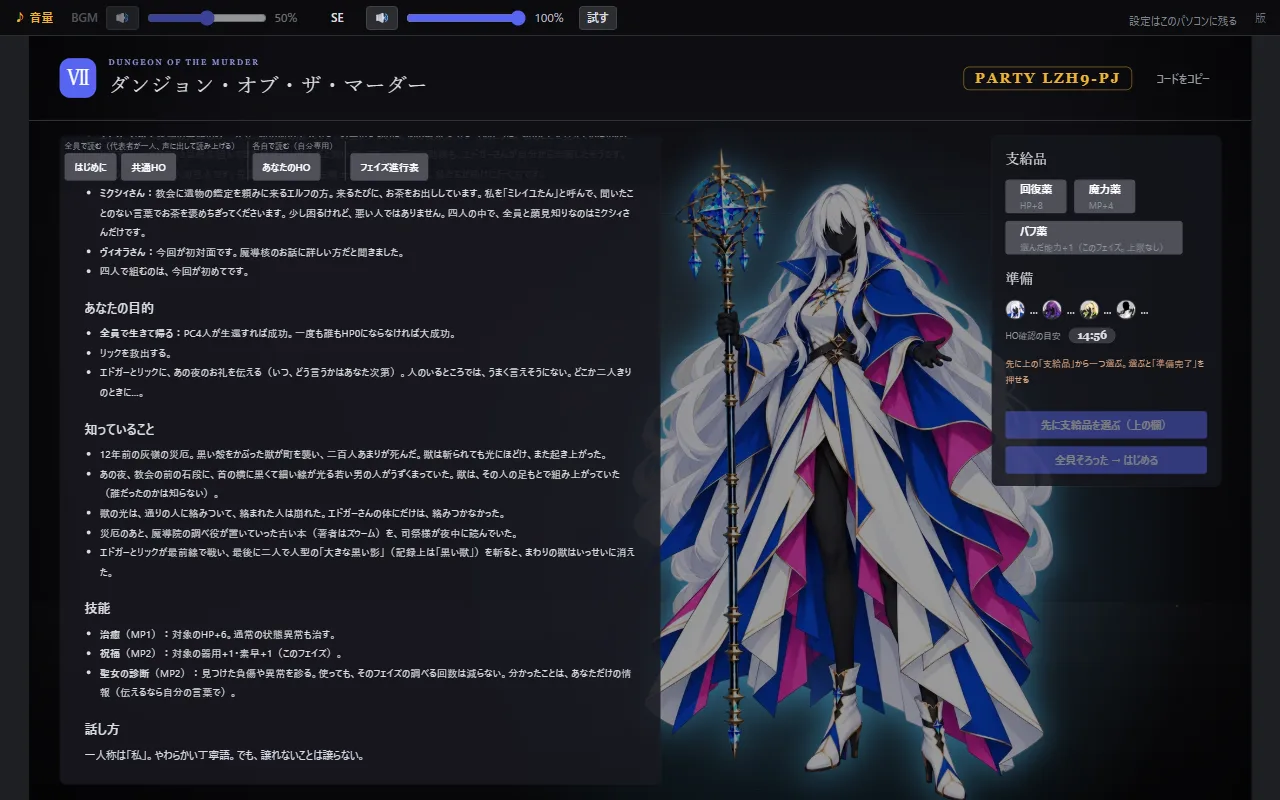 ♪ 音量
BGM
50%
SE
100%
試す
設定はこのパソコンに残る
版
Ⅶ
DUNGEON OF THE MURDER
ダンジョン・オブ・ザ・マーダー
PARTY LZH9-PJ
コードをコピー
全員で読む（代表者が一人、声に出して読み上げる）
各自で読む（自分専用）
はじめに
共通HO
あなたのHO
フェイズ進行表
• ミクシィさん：教会に遺物の鑑定を頼みに来るエルフの方。来るたびに、お茶をお出ししています。私を「ミレイユたん」と呼んで、聞いたこ
とのない言葉でお茶を褒めちぎってくださいます。少し困るけれど、悪い人ではありません。四人の中で、全員と顔見知りなのはミクシィさ
んだけです。
• ヴィオラさん：今回が初対面です。魔導核のお話に詳しい方だと聞きました。
• 四人で組むのは、今回が初めてです。
あなたの目的
• 全員で生きて帰る：PC4人が生還すれば成功。一度も誰もHP0にならなければ大成功。
• リックを救出する。
• エドガーとリックに、あの夜のお礼を伝える（いつ、どう言うかはあなた次第）。人のいるところでは、うまく言えそうにない。どこか二人きり
のときに…。
知っていること
• 12年前の灰嶺の災厄。黒い殻をかぶった獣が町を襲い、二百人あまりが死んだ。獣は斬られても光にほどけ、また起き上がった。
• あの夜、教会の前の石段に、首の横に黒くて細い線が光る若い男の人がうずくまっていた。獣は、その人の足もとで組み上がっていた
（誰だったのかは知らない）。
• 獣の光は、通りの人に絡みついて、絡まれた人は崩れた。エドガーさんの体にだけは、絡みつかなかった。
• 災厄のあと、魔導院の調べ役が置いていった古い本（著者はズゥーム）を、司祭様が夜中に読んでいた。
• エドガーとリックが最前線で戦い、最後に二人で人型の「大きな黒い影」（記録上は「黒い獣」）を斬ると、まわりの獣はいっせいに消え
た。
技能
• 治癒（MP1）：対象のHP+6。通常の状態異常も治す。
• 祝福（MP2）：対象の器用+1・素早+1（このフェイズ）。
• 聖女の診断（MP2）：見つけた負傷や異常を診る。使っても、そのフェイズの調べる回数は減らない。分かったことは、あなただけの情
報（伝えるなら自分の言葉で）。
話し方
一人称は「私」。やわらかい丁寧語。でも、譲れないことは譲らない。
支給品
回復薬
HP+8
魔力薬
MP+4
バフ薬
選んだ能力+1（このフェイズ。上限なし）
準備
… … … …
HO確認の目安 14:56
先に上の「支給品」から一つ選ぶ。選ぶと「準備完了」を
押せる
先に支給品を選ぶ（上の欄）
全員そろった → はじめる